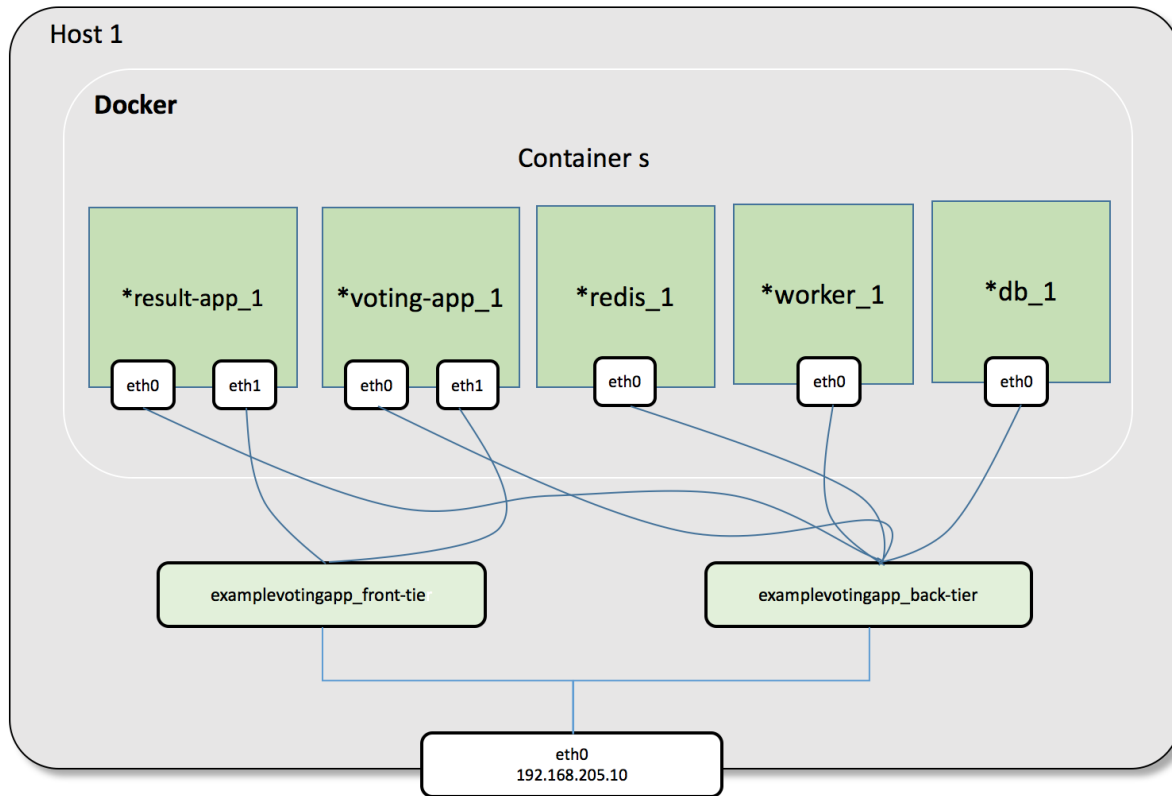 Host 1
Docker
Container s
*result-app_1
*voting-app_1
*redis_1
*worker_1
*db_1
eth0
eth1
eth0
eth1
eth0
eth0
eth0
examplevotingapp_front-tier
examplevotingapp_back-tier
eth0
192.168.205.10